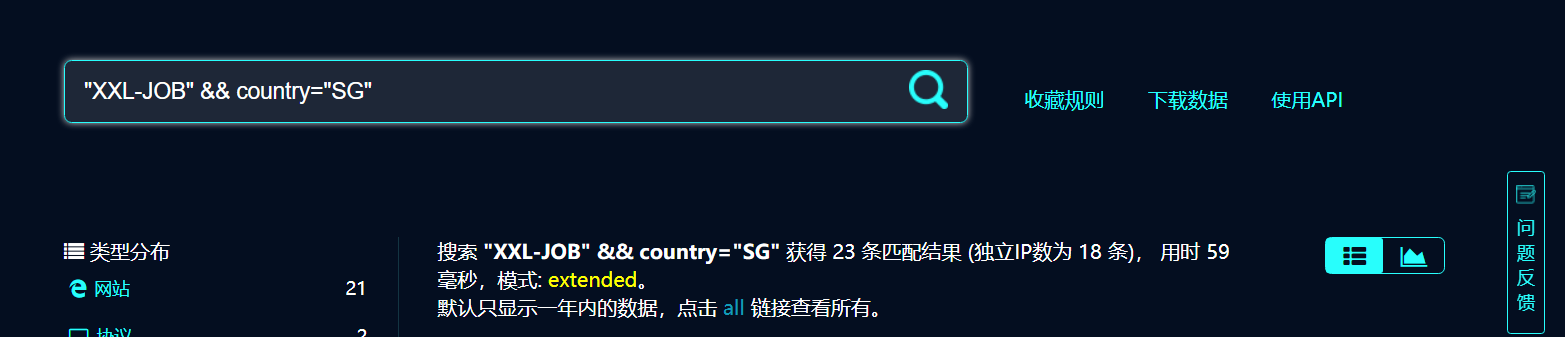 "XXL-JOB" && country="SG"
收藏规则 下载数据 使用API
类型分布
网站 21
协议 2
搜索 "XXL-JOB" && country="SG" 获得 23 条匹配结果 (独立IP数为 18 条)， 用时 59
毫秒，模式: extended。
默认只显示一年内的数据，点击 all 链接查看所有。
问
题
反
馈